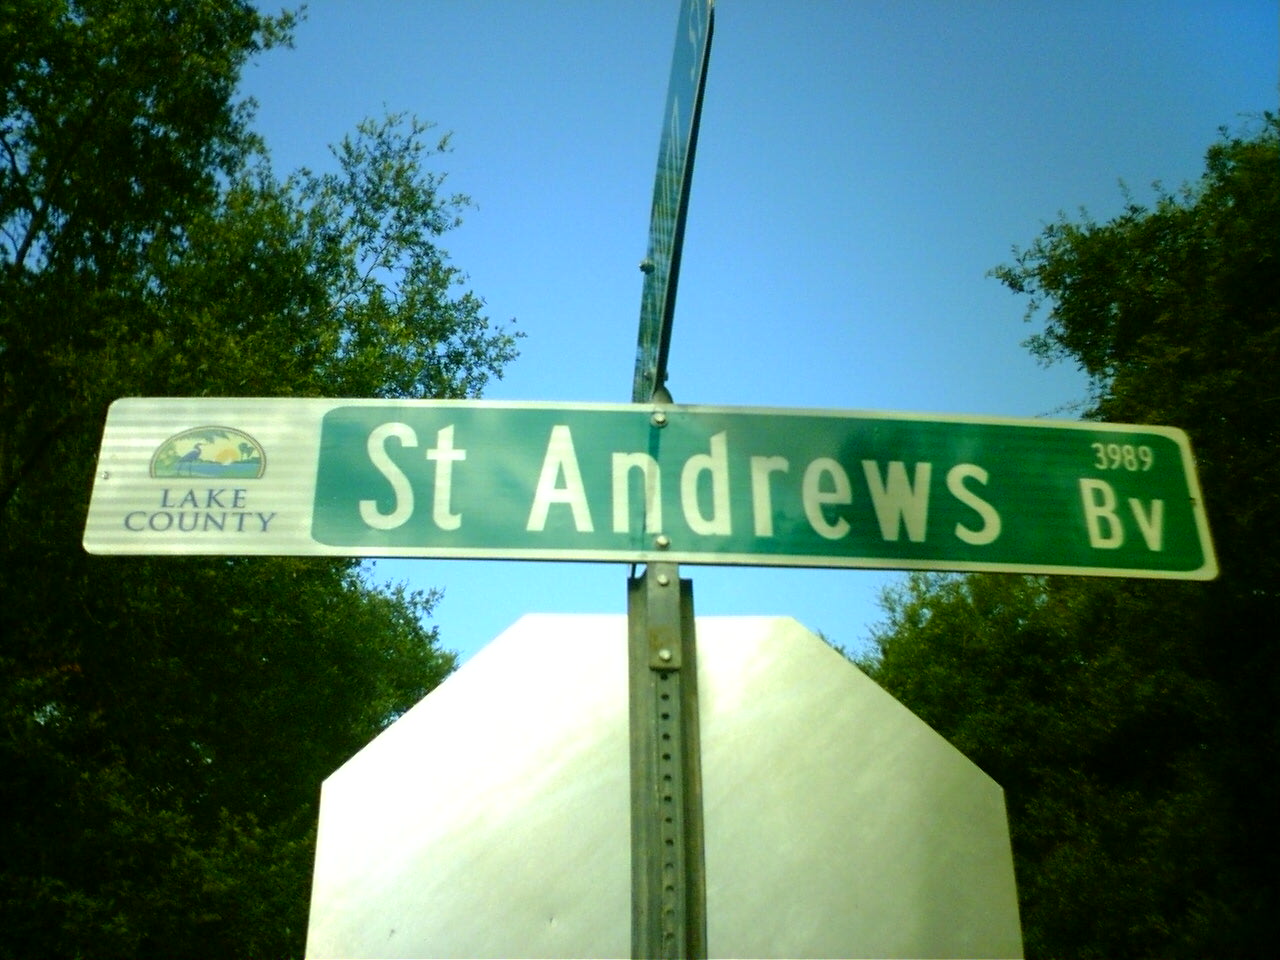 LAKE
COUNTY
St Andrews
3989
Bv